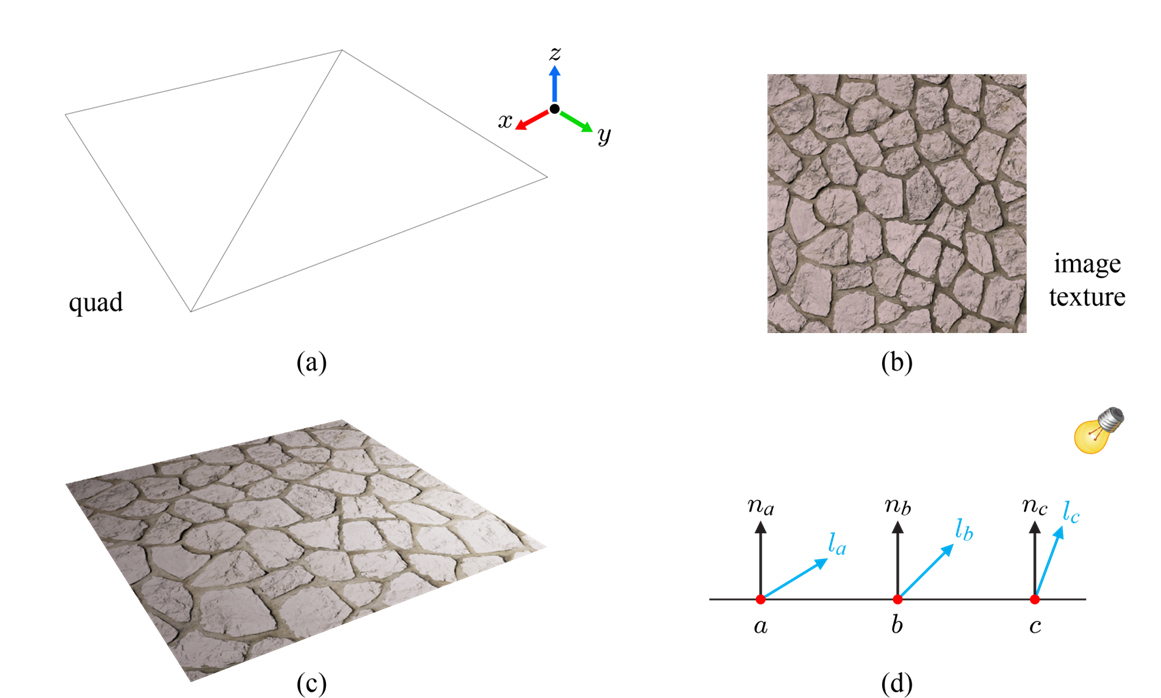 z
x
y
quad
image
texture
(a)
(b)
n_a
n_b
n_c
l_a
l_b
l_c
a
b
c
(c)
(d)